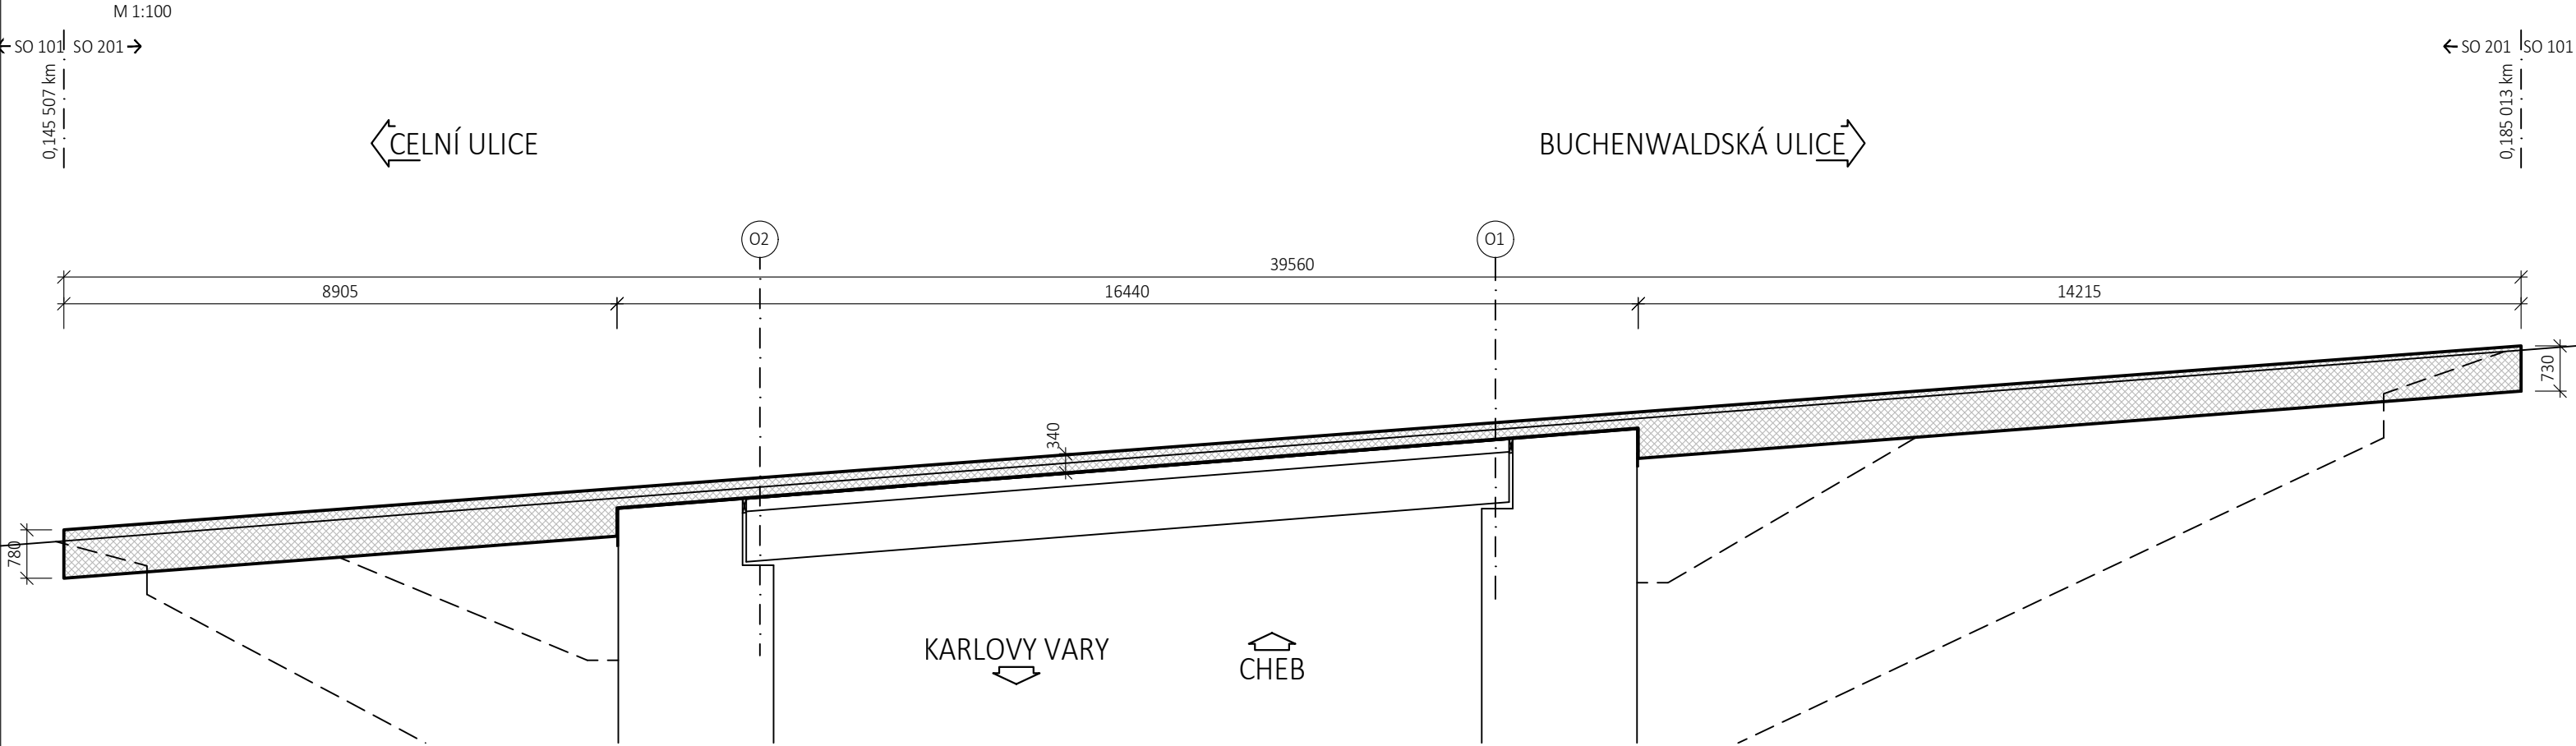 M 1:100
SO 101 SO 201
SO 201 SO 101
0,145 507 km
0,185 013 km
CELNÍ ULICE
BUCHENWALDSKÁ ULICE
O2
O1
39560
8905
16440
14215
730
340
780
KARLOVY VARY
CHEB